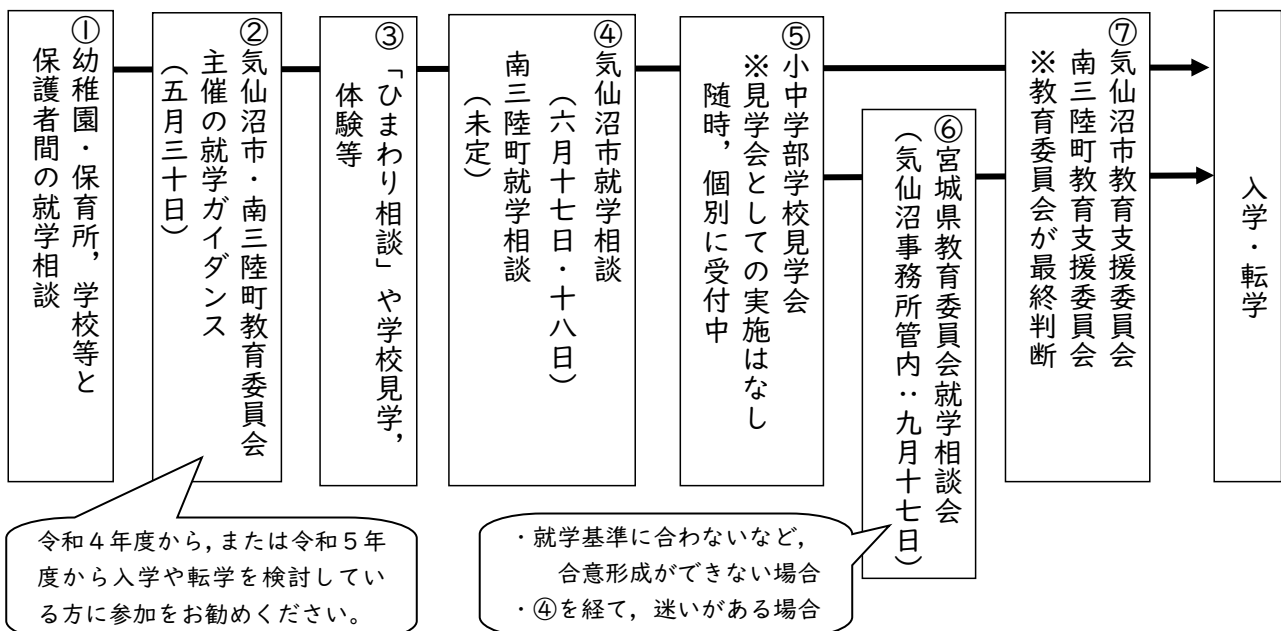 ①幼稚園・保育所，学校等と
保護者間の就学相談
②気仙沼市・南三陸町教育委員会
主催の就学ガイダンス
（五月三十日）
③「ひまわり相談」や学校見学，
体験等
④気仙沼市就学相談
（六月十七日・十八日）
南三陸町就学相談
（未定）
⑤小中学部学校見学会
※見学会としての実施はなし
随時，個別に受付中
⑥宮城県教育委員会就学相談会
（気仙沼事務所管内：九月十七日）
⑦気仙沼市教育支援委員会
南三陸町教育支援委員会
※教育委員会が最終判断
入学・転学
令和４年度から，または令和５年
度から入学や転学を検討してい
る方に参加をお勧めください。
・就学基準に合わないなど，
合意形成ができない場合
・④を経て，迷いがある場合